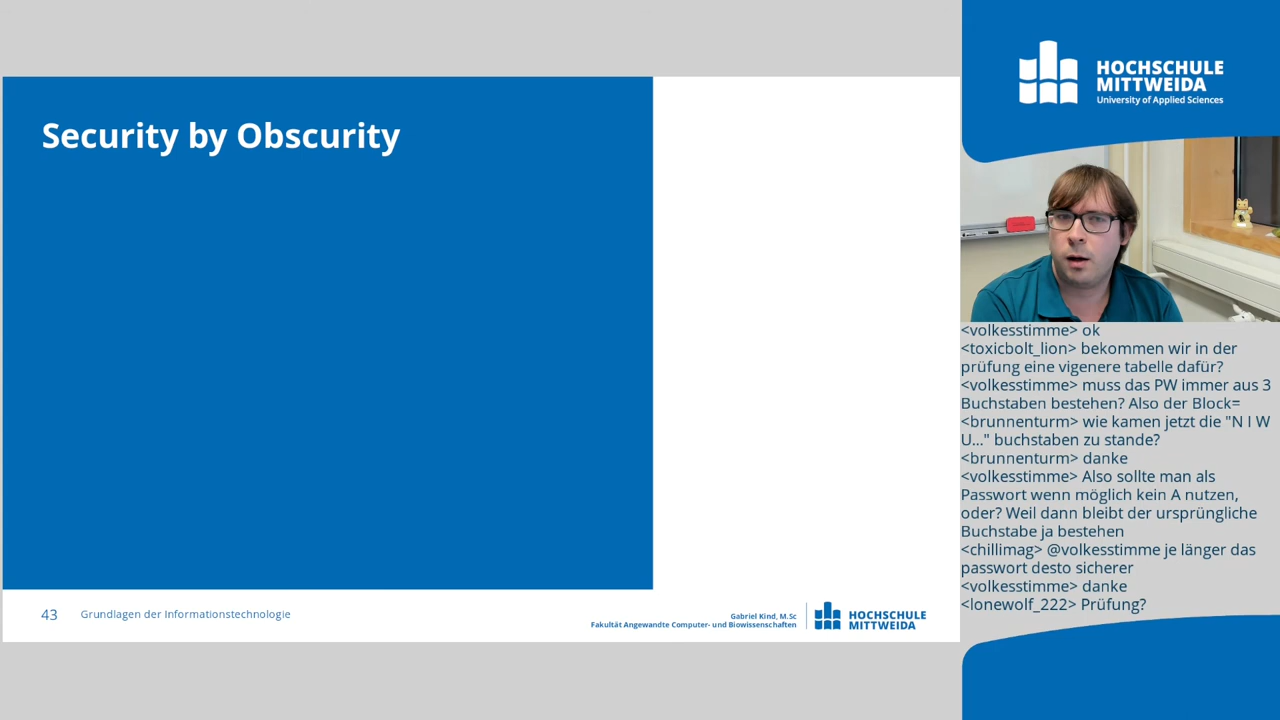 Security by Obscurity
43 Grundlagen der Informationstechnologie
Gabriel Kind, M.Sc
Fakultät Angewandte Computer- und Biowissenschaften
HOCHSCHULE
MITTWEIDA
HOCHSCHULE
MITTWEIDA
University of Applied Sciences
<volkesstimme> ok
<toxicbolt_lion> bekommen wir in der
prüfung eine vigenere tabelle dafür?
<volkesstimme> muss das PW immer aus 3
Buchstaben bestehen? Also der Block=
<brunnenturm> wie kamen jetzt die "N I W
U..." buchstaben zu stande?
<brunnenturm> danke
<volkesstimme> Also sollte man als
Passwort wenn möglich kein A nutzen,
oder? Weil dann bleibt der ursprüngliche
Buchstabe ja bestehen
<chillimag> @volkesstimme je länger das
passwort desto sicherer
<volkesstimme> danke
<lonewolf_222> Prüfung?